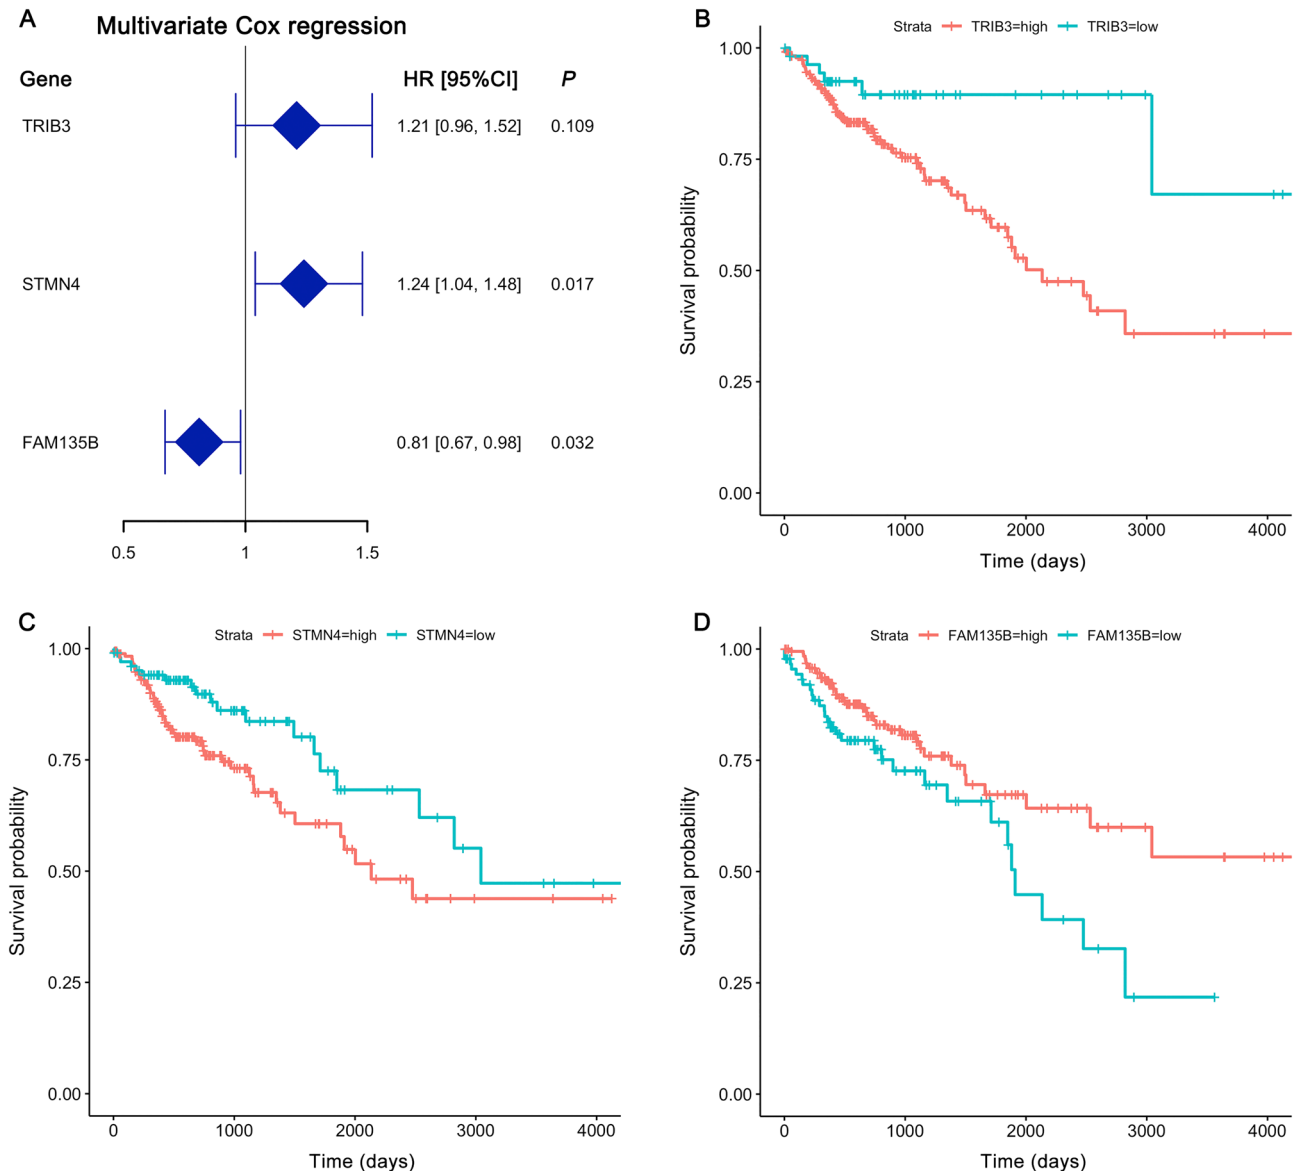 A
Multivariate Cox regression
Gene HR [95%CI] P
TRIB3 1.21 [0.96, 1.52] 0.109
STMN4 1.24 [1.04, 1.48] 0.017
FAM135B 0.81 [0.67, 0.98] 0.032
0.5 1 1.5
B
Strata TRIB3=high TRIB3=low
Survival probability
1.00
0.75
0.50
0.25
0.00
0 1000 2000 3000 4000
Time (days)
C
Strata STMN4=high STMN4=low
Survival probability
1.00
0.75
0.50
0.25
0.00
0 1000 2000 3000 4000
Time (days)
D
Strata FAM135B=high FAM135B=low
Survival probability
1.00
0.75
0.50
0.25
0.00
0 1000 2000 3000 4000
Time (days)